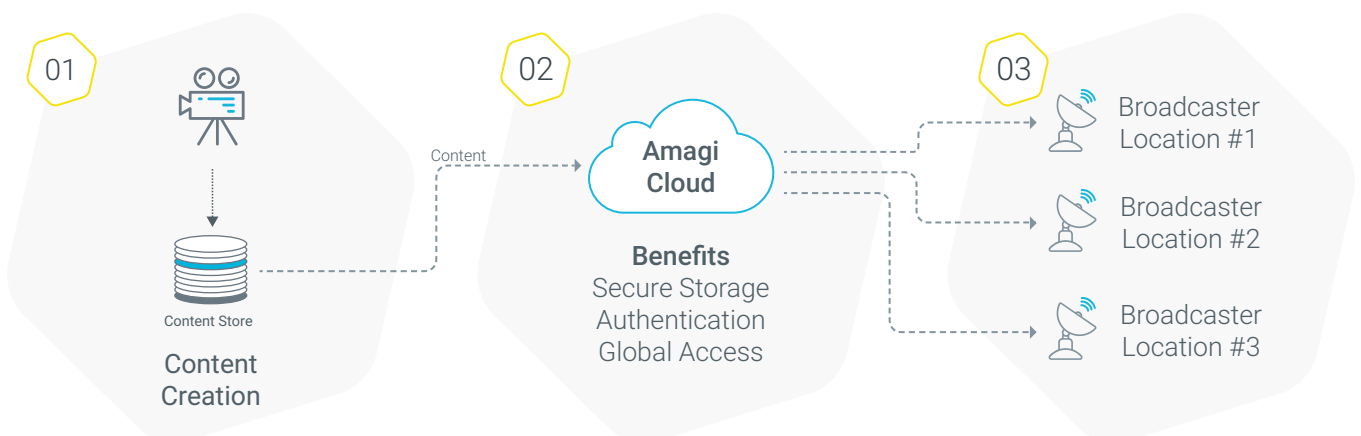 01
Content Store
Content
Creation
Content
02
Amagi
Cloud
Benefits
Secure Storage
Authentication
Global Access
03
Broadcaster
Location #1
Broadcaster
Location #2
Broadcaster
Location #3